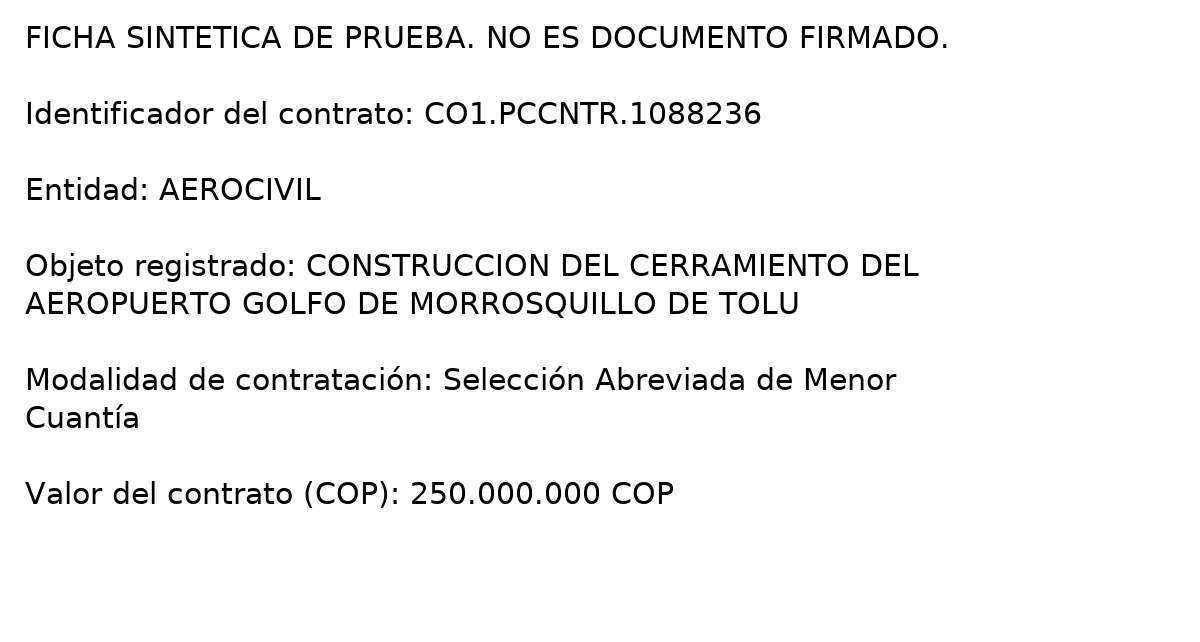 FICHA SINTETICA DE PRUEBA. NO ES DOCUMENTO FIRMADO.
Identificador del contrato: CO1.PCCNTR.1088236
Entidad: AEROCIVIL
Objeto registrado: CONSTRUCCION DEL CERRAMIENTO DEL
AEROPUERTO GOLFO DE MORROSQUILLO DE TOLU
Modalidad de contratación: Selección Abreviada de Menor
Cuantía
Valor del contrato (COP): 250.000.000 COP